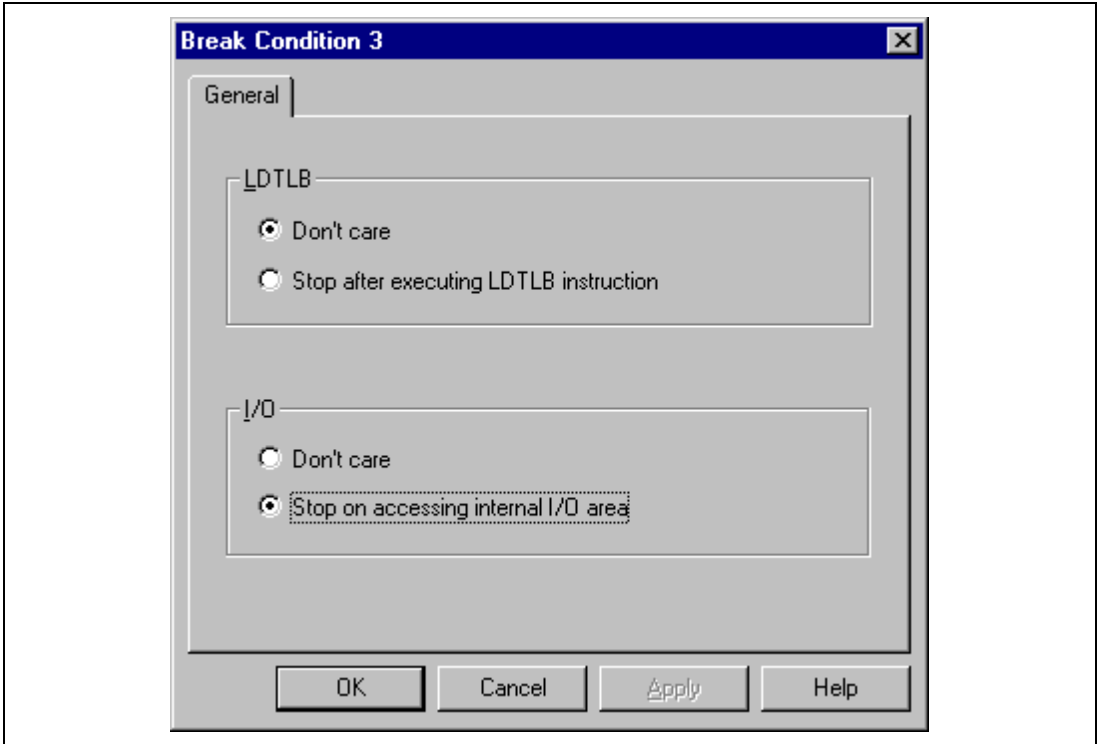 Break Condition 3
General
LDTLB
Don't care
Stop after executing LDTLB instruction
I/O
Don't care
Stop on accessing internal I/O area
OK Cancel Apply Help